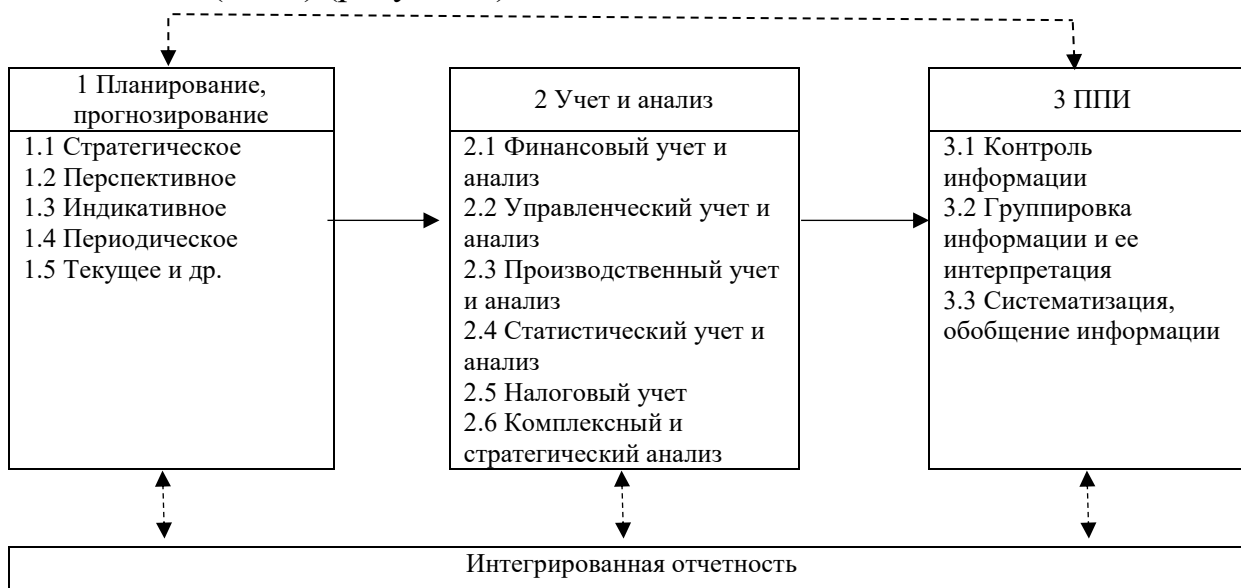 1 Планирование,
прогнозирование
1.1 Стратегическое
1.2 Перспективное
1.3 Индикативное
1.4 Периодическое
1.5 Текущее и др.
2 Учет и анализ
2.1 Финансовый учет и
анализ
2.2 Управленческий учет и
анализ
2.3 Производственный учет
и анализ
2.4 Статистический учет и
анализ
2.5 Налоговый учет
2.6 Комплексный и
стратегический анализ
3 ППИ
3.1 Контроль
информации
3.2 Группировка
информации и ее
интерпретация
3.3 Систематизация,
обобщение информации
Интегрированная отчетность